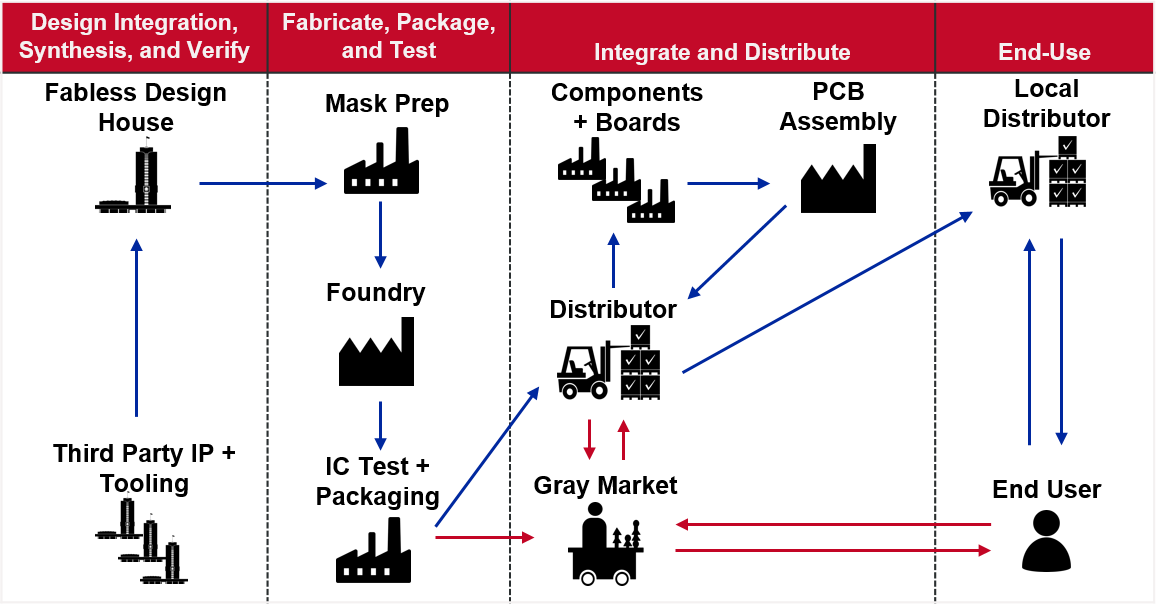 Design Integration,
Synthesis, and Verify
Fabricate, Package,
and Test
Integrate and Distribute
End-Use
Fabless Design
House
Third Party IP +
Tooling
Mask Prep
Foundry
IC Test +
Packaging
Components
+ Boards
PCB
Assembly
Distributor
Gray Market
Local
Distributor
End User